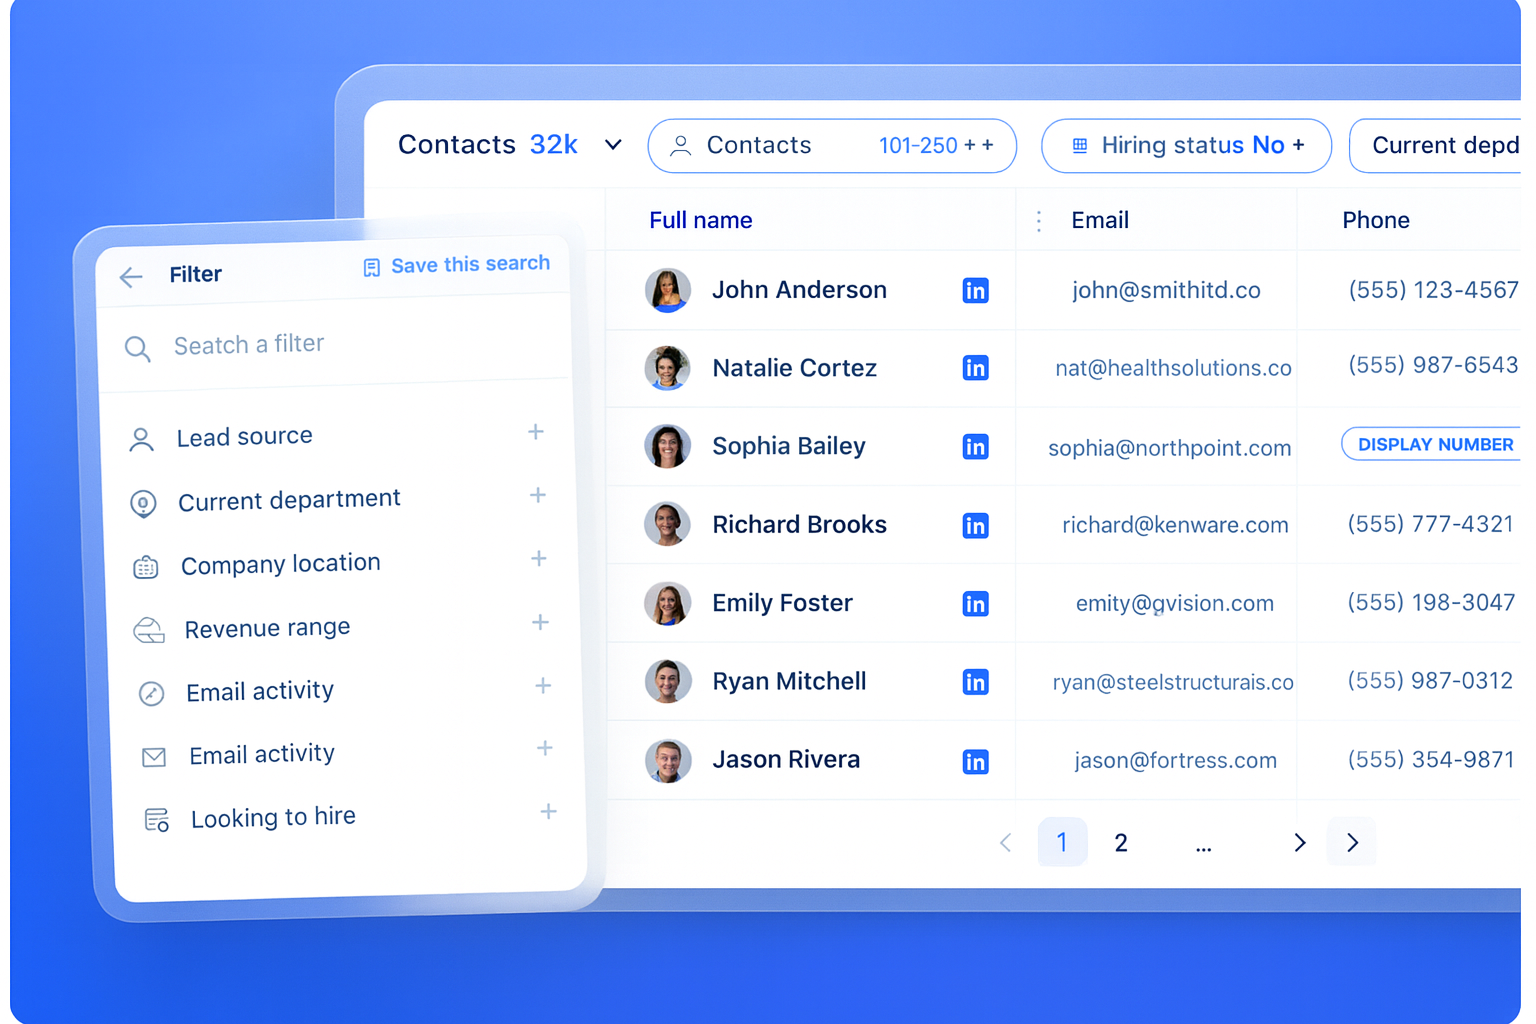 Contacts 32k
Contacts 101-250 + +
Hiring status No +
Current depd
Full name Email Phone
John Anderson in john@smithitd.co (555) 123-4567
Natalie Cortez in nat@healthsolutions.co (555) 987-6543
Sophia Bailey in sophia@northpoint.com DISPLAY NUMBER
Richard Brooks in richard@kenware.com (555) 777-4321
Emily Foster in emity@gvision.com (555) 198-3047
Ryan Mitchell in ryan@steelstructurais.co (555) 987-0312
Jason Rivera in jason@fortress.com (555) 354-9871
1 2 ...
Filter Save this search
Seatch a filter
Lead source +
Current department +
Company location +
Revenue range +
Email activity +
Email activity +
Looking to hire +